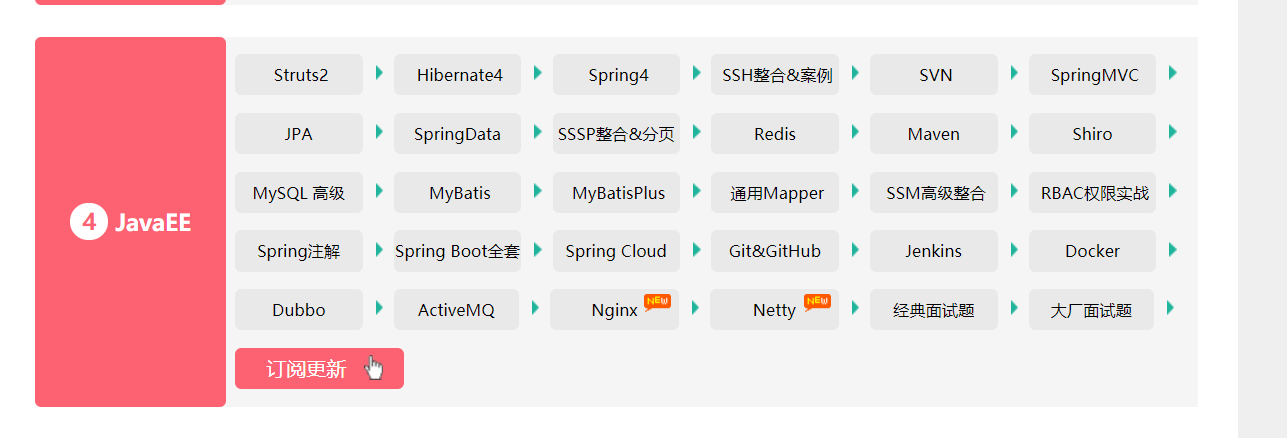 4 JavaEE
Struts2 Hibernate4 Spring4 SSH整合&案例 SVN SpringMVC
JPA SpringData SSSP整合&分页 Redis Maven Shiro
MySQL 高级 MyBatis MyBatisPlus 通用Mapper SSM高级整合 RBAC权限实战
Spring注解 Spring Boot全套 Spring Cloud Git&GitHub Jenkins Docker
Dubbo ActiveMQ Nginx NEW Netty NEW 经典面试题 大厂面试题
订阅更新